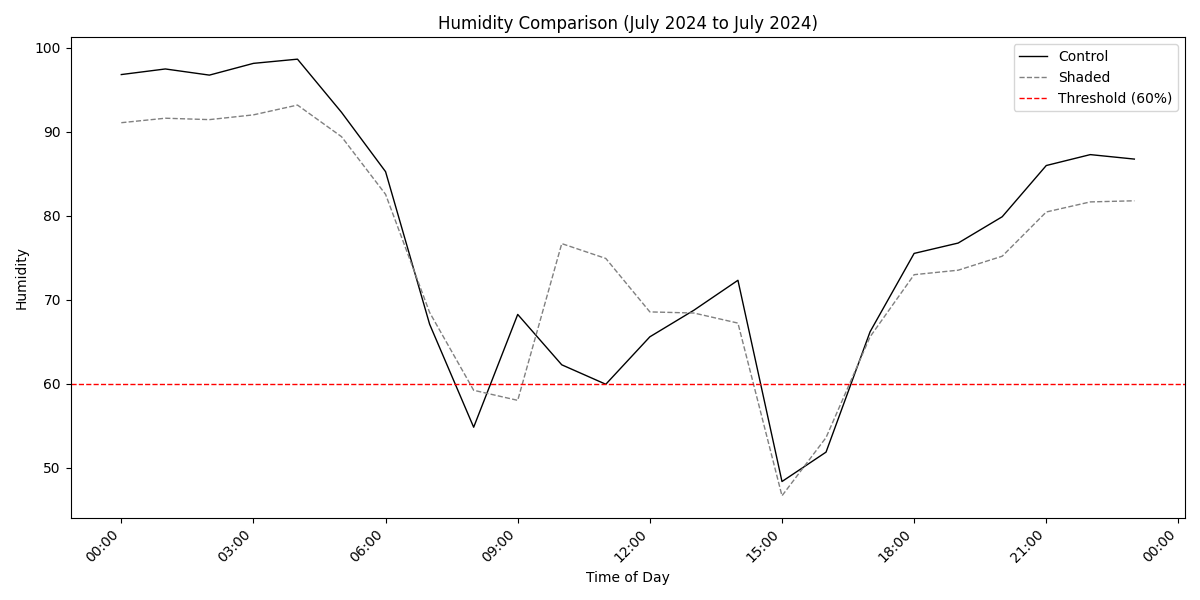 Humidity Comparison (July 2024 to July 2024)
Control
Shaded
Threshold (60%)
100
90
80
70
60
50
Humidity
00:00
03:00
06:00
09:00
12:00
15:00
18:00
21:00
00:00
Time of Day